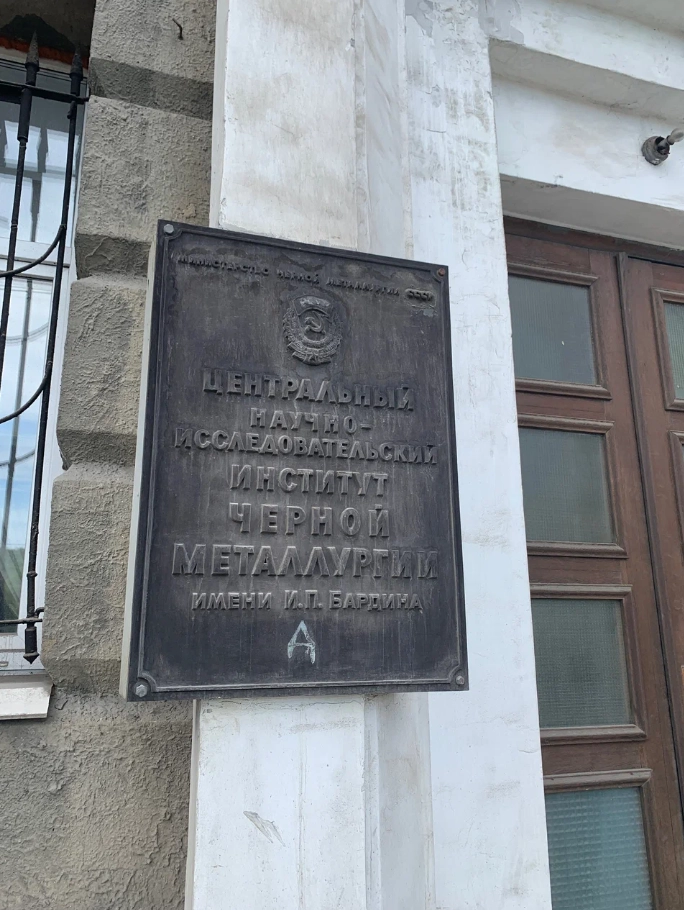 МИНИСТЕРСТВО ЧЕРНОЙ МЕТАЛЛУРГИИ СССР
ЦЕНТРАЛЬНЫЙ
НАУЧНО-
ИССЛЕДОВАТЕЛЬСКИЙ
ИНСТИТУТ
ЧЕРНОЙ
МЕТАЛЛУРГИИ
ИМЕНИ И.П. БАРДИНА
А